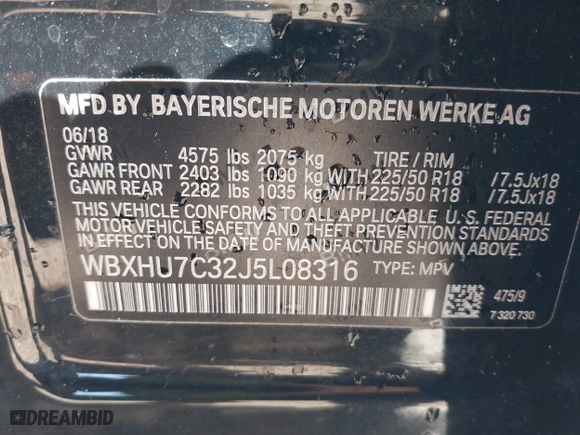 MFD BY BAYERISCHE MOTOREN WERKE AG
06/18
GVWR 4575 lbs 2075 kg TIRE / RIM
GAWR FRONT 2403 lbs 1090 kg WITH 225/50 R18 / 7.5Jx18
GAWR REAR 2282 lbs 1035 kg WITH 225/50 R18 / 7.5Jx18
THIS VEHICLE CONFORMS TO ALL APPLICABLE U. S. FEDERAL
MOTOR VEHICLE SAFETY AND THEFT PREVENTION STANDARDS
IN EFFECT ON THE DATE OF MANUFACTURE SHOWN ABOVE.
WBXHU7C32J5L08316 TYPE: MPV
475/9
7 320 730
DREAMBID